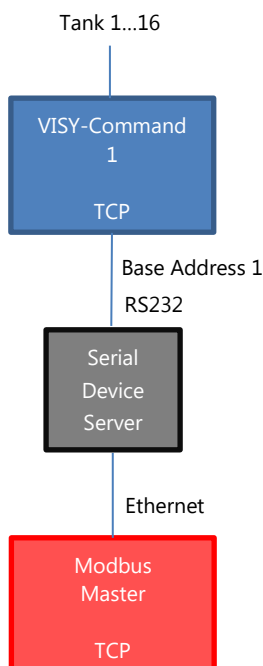 Tank 1...16
VISY-Command
1
TCP
Base Address 1
RS232
Serial
Device
Server
Ethernet
Modbus
Master
TCP